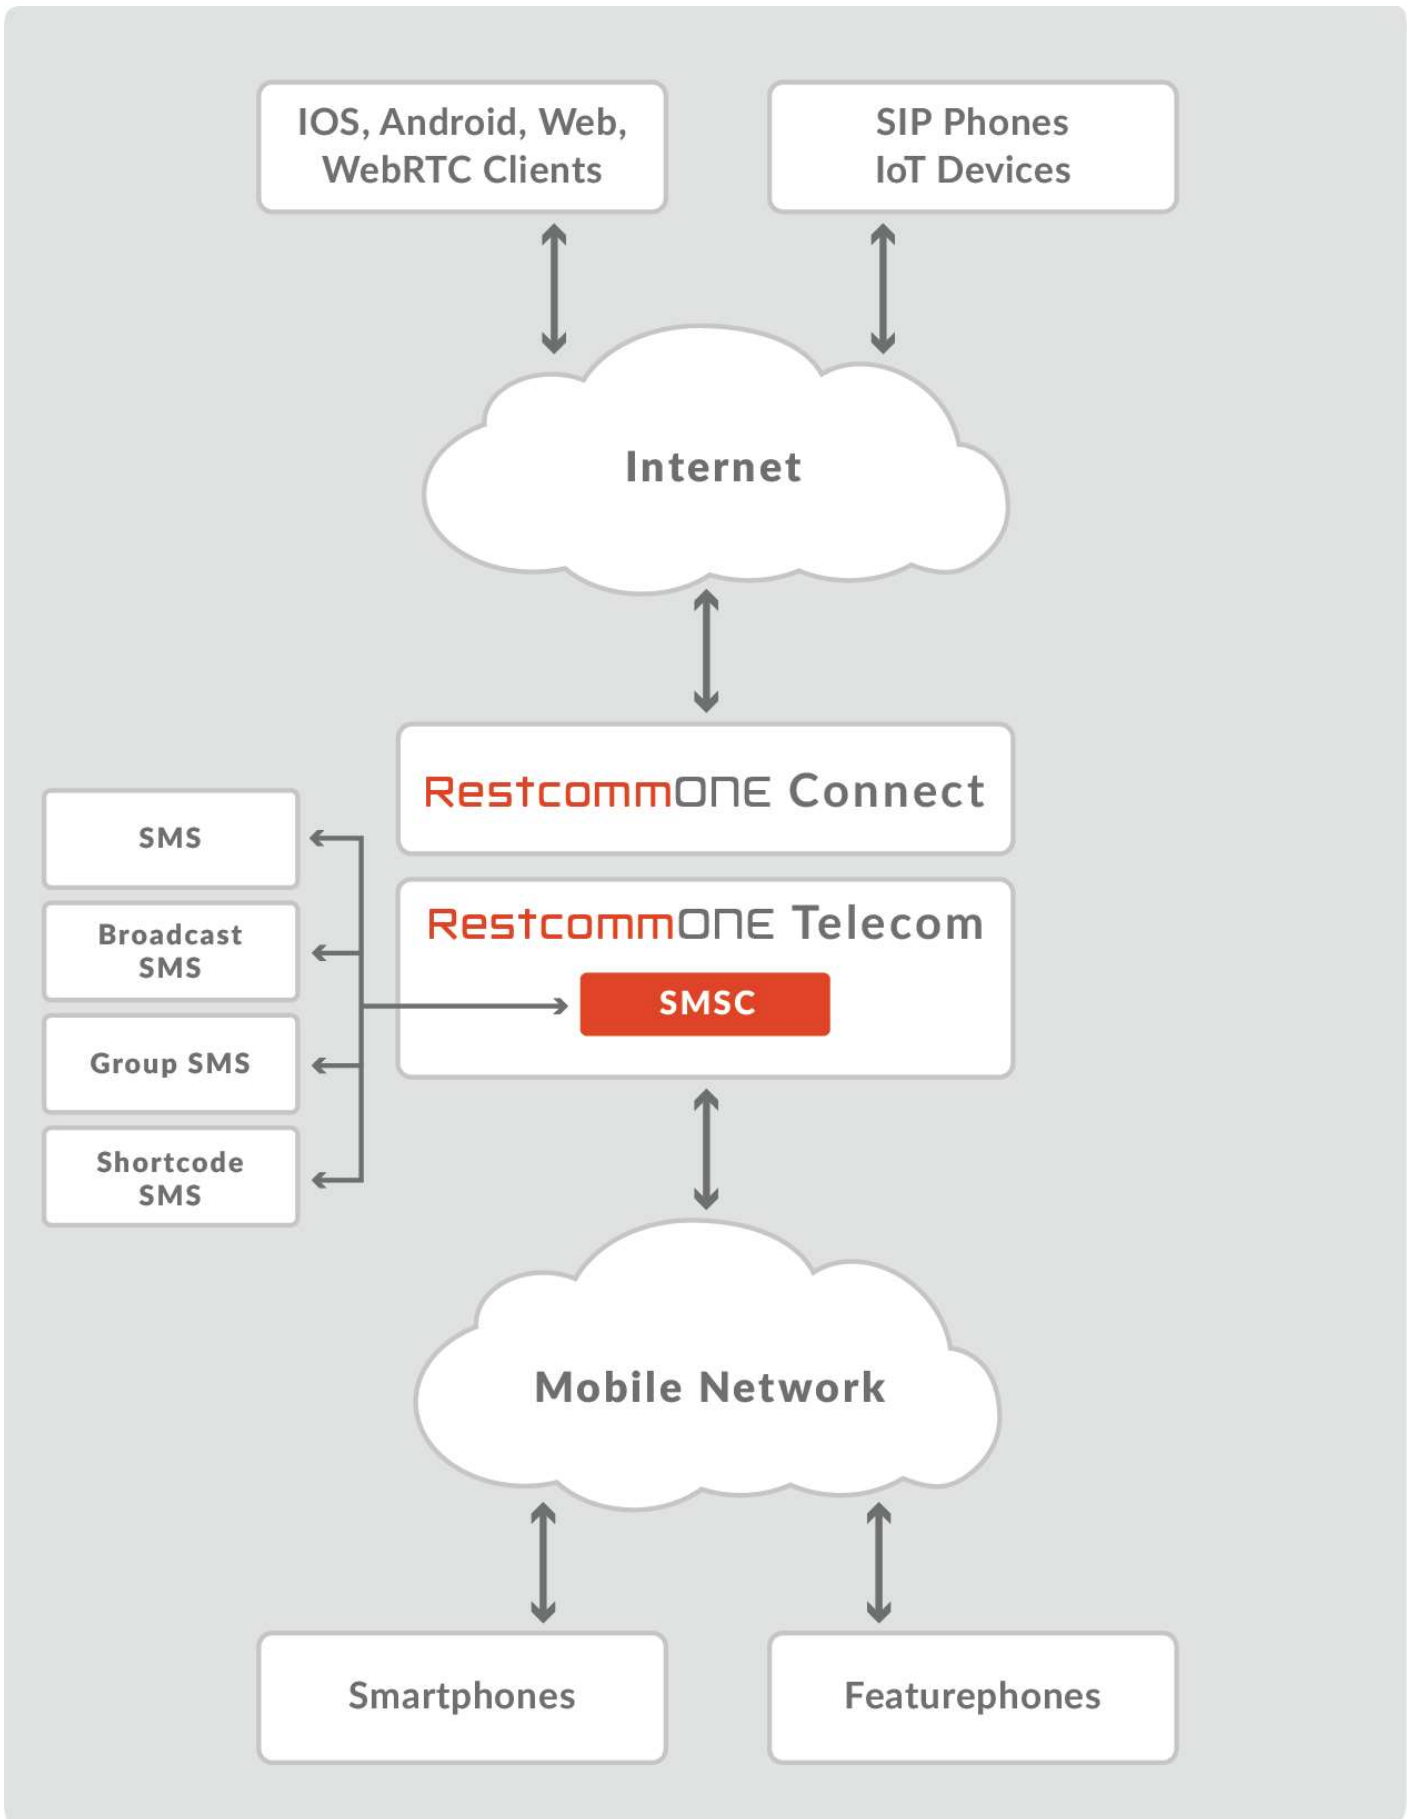 IOS, Android, Web,
WebRTC Clients
SIP Phones
IoT Devices
Internet
RestcommONE Connect
RestcommONE Telecom
SMSC
SMS
Broadcast
SMS
Group SMS
Shortcode
SMS
Mobile Network
Smartphones
Featurephones